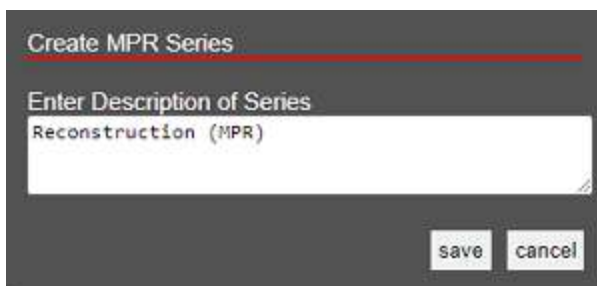 Create MPR Series
Enter Description of Series
Reconstruction (MPR)
save cancel